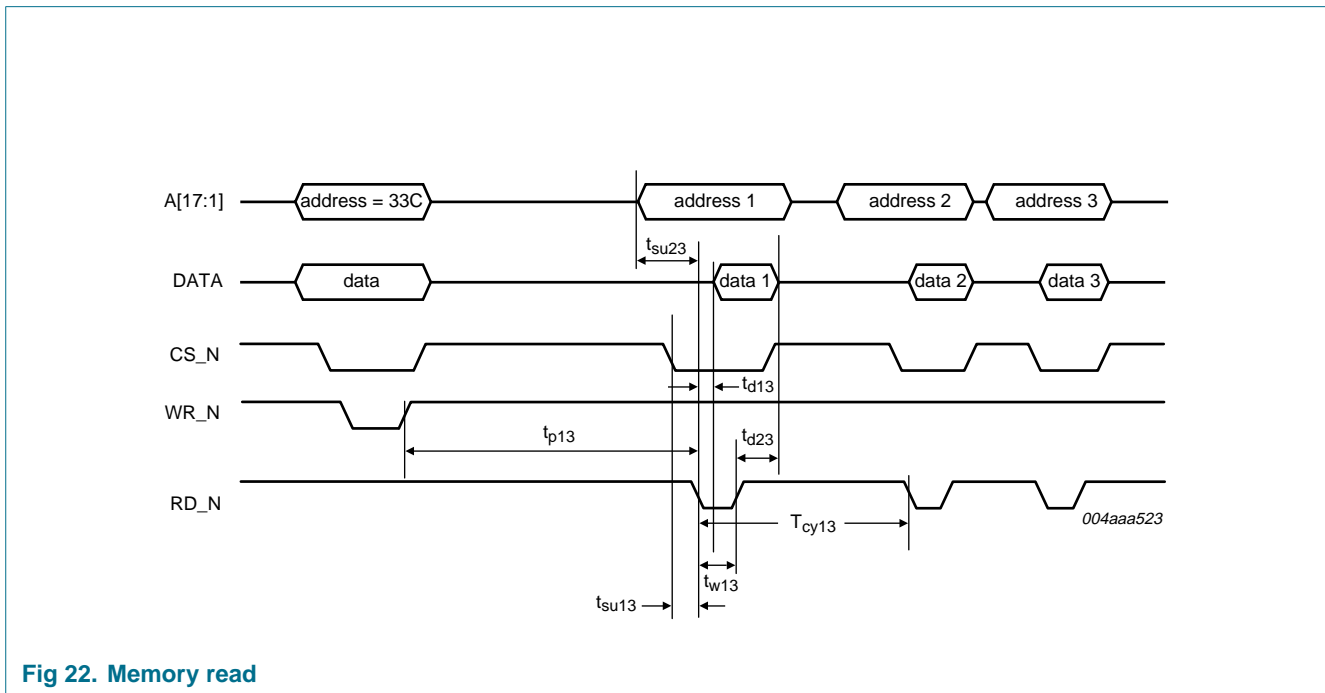 A[17:1]
address = 33C
address 1
address 2
address 3
tsu23
DATA
data
data 1
data 2
data 3
CS_N
td13
WR_N
tp13
td23
RD_N
Tcy13
004aaa523
tw13
tsu13
Fig 22. Memory read